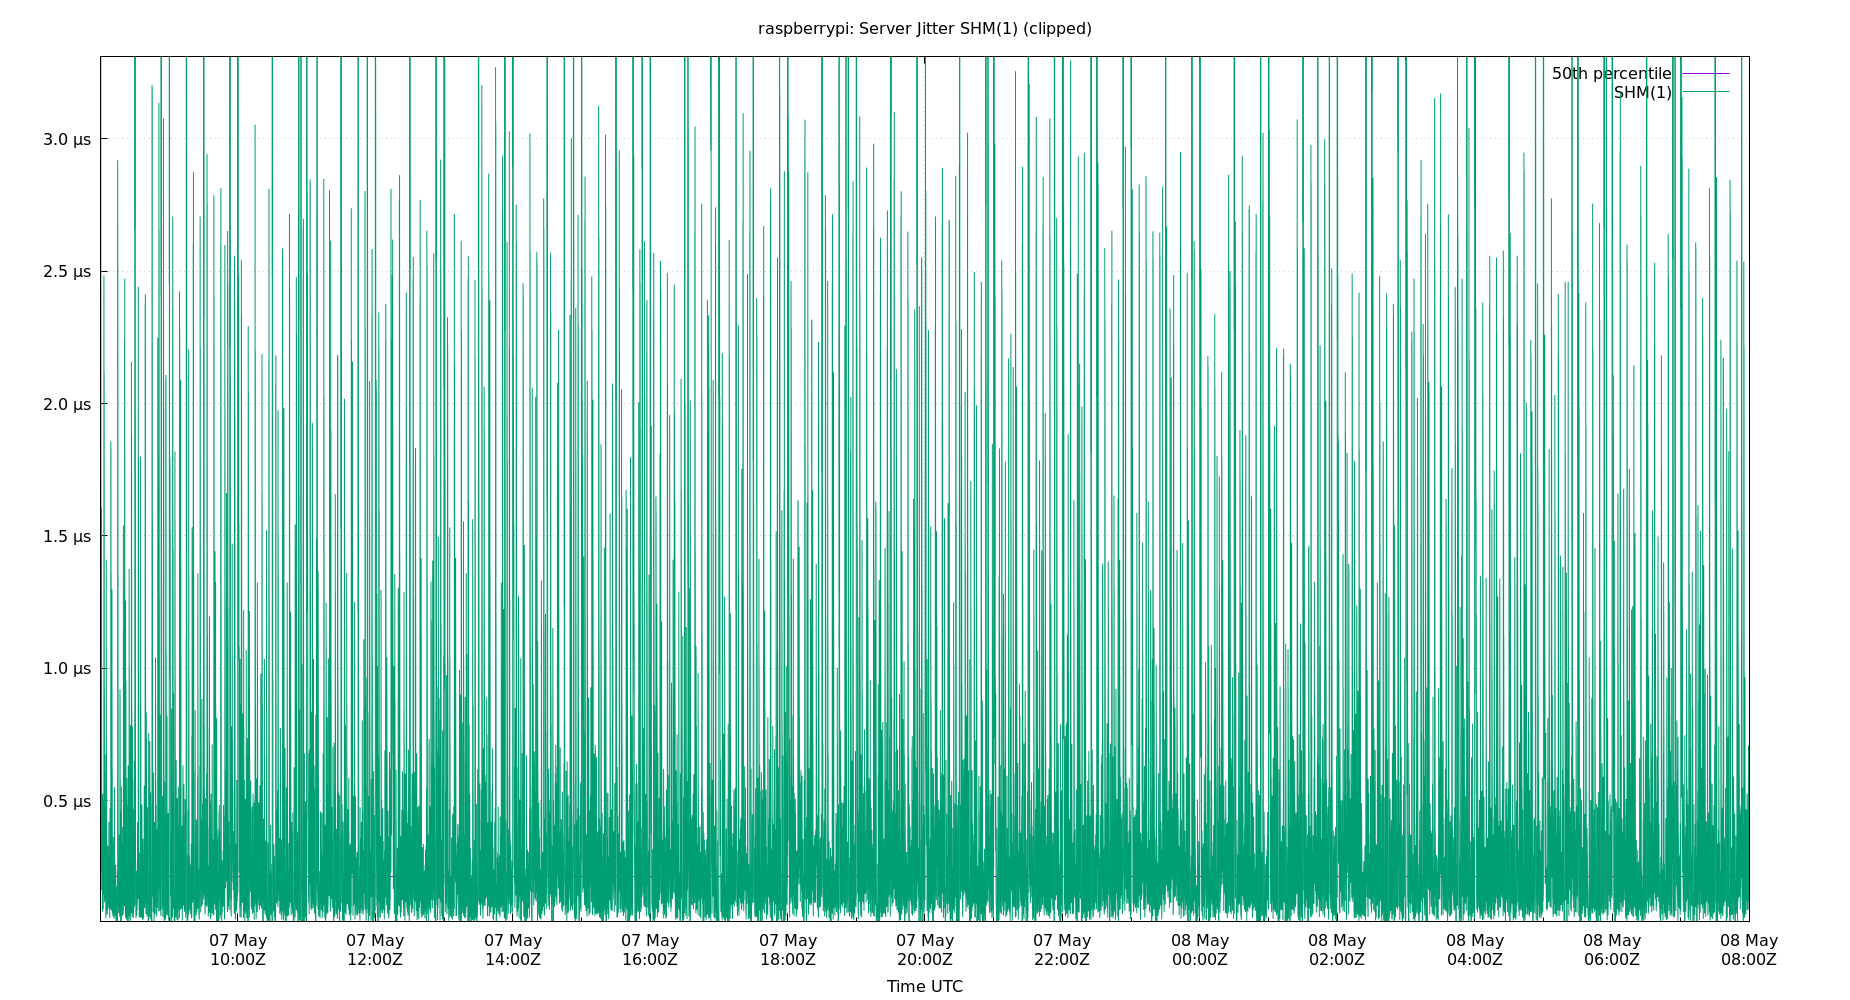 raspberrypi: Server Jitter SHM(1) (clipped)
50th percentile
SHM(1)
3.0 µs
2.5 µs
2.0 µs
1.5 µs
1.0 µs
0.5 µs
07 May 07 May 07 May 07 May 07 May 07 May 07 May 08 May 08 May 08 May 08 May 08 May
10:00Z 12:00Z 14:00Z 16:00Z 18:00Z 20:00Z 22:00Z 00:00Z 02:00Z 04:00Z 06:00Z 08:00Z
Time UTC